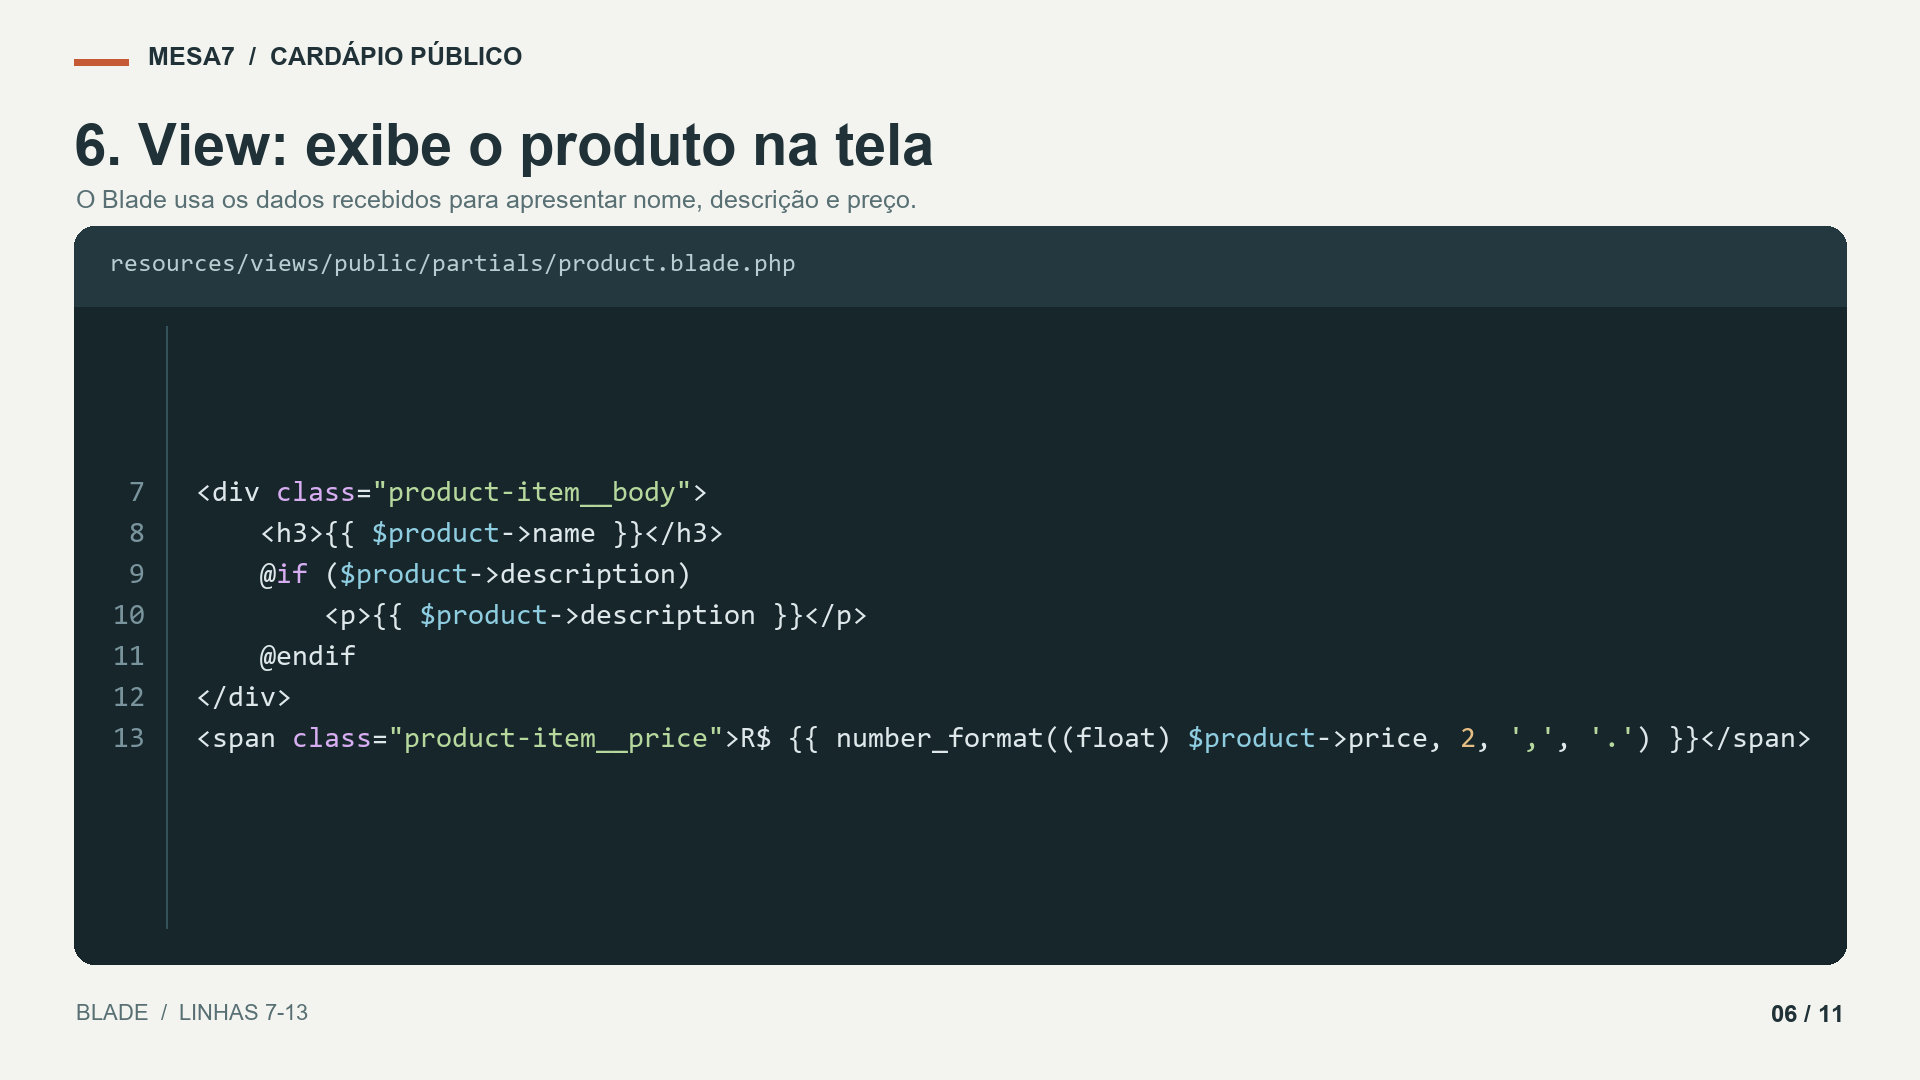 MESA7 / CARDÁPIO PÚBLICO
6. View: exibe o produto na tela
O Blade usa os dados recebidos para apresentar nome, descrição e preço.
resources/views/public/partials/product.blade.php
7 <div class="product-item__body">
8     <h3>{{ $product->name }}</h3>
9     @if ($product->description)
10         <p>{{ $product->description }}</p>
11     @endif
12 </div>
13 <span class="product-item__price">R$ {{ number_format((float) $product->price, 2, ',', '.') }}</span>
BLADE / LINHAS 7-13
06 / 11